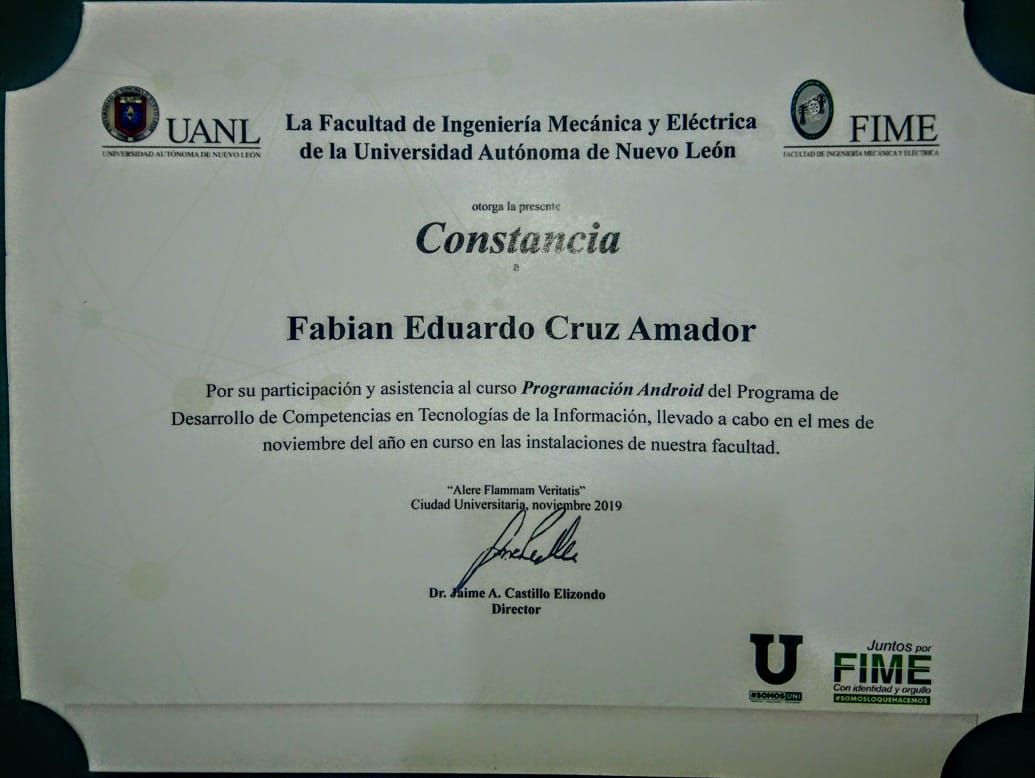 UANL
UNIVERSIDAD AUTÓNOMA DE NUEVO LEÓN
La Facultad de Ingeniería Mecánica y Eléctrica
de la Universidad Autónoma de Nuevo León
FIME
FACULTAD DE INGENIERÍA MECÁNICA Y ELÉCTRICA
otorga la presente
Constancia
a
Fabian Eduardo Cruz Amador
Por su participación y asistencia al curso Programación Android del Programa de
Desarrollo de Competencias en Tecnologías de la Información, llevado a cabo en el mes de
noviembre del año en curso en las instalaciones de nuestra facultad.
“Alere Flammam Veritatis”
Ciudad Universitaria, noviembre 2019
Dr. Jaime A. Castillo Elizondo
Director
U
#SOMOSUNI
Juntos por
FIME
Con identidad y orgullo
#SOMOSLOQUEHACEMOS